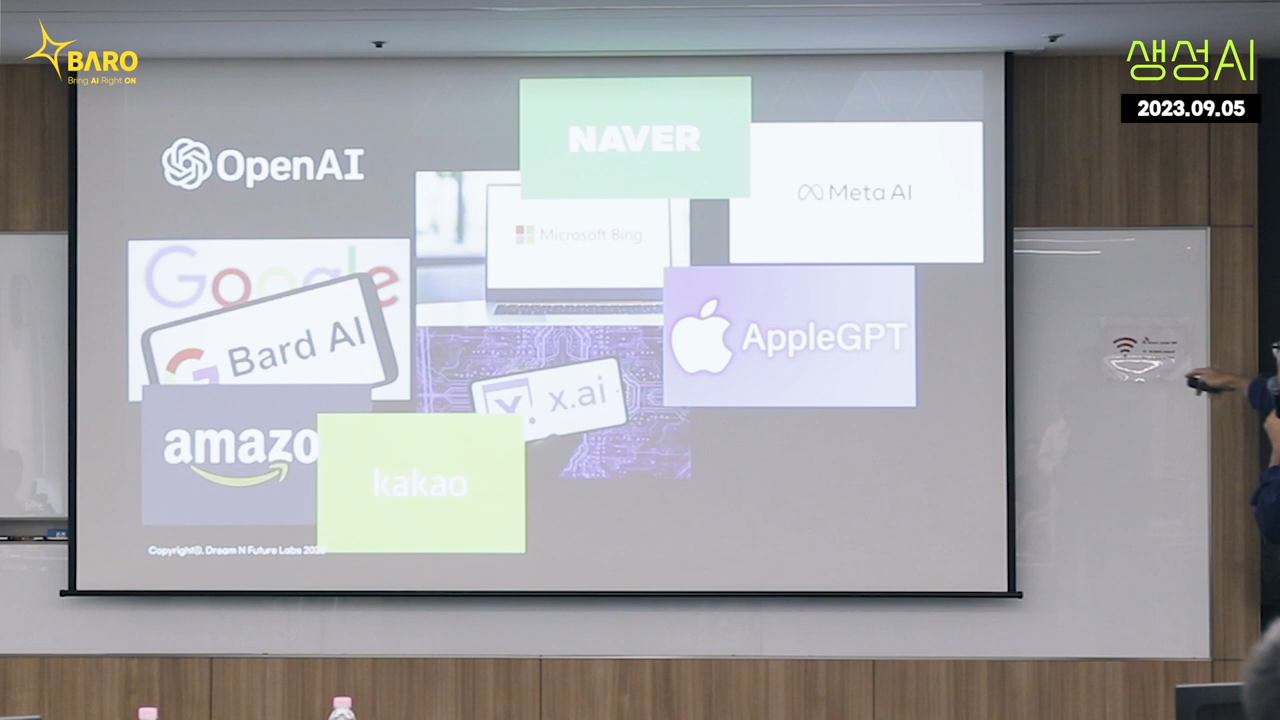 BARO
Bring AI Right ON
생성AI
2023.09.05
OpenAI
NAVER
Meta AI
Microsoft Bing
Google
Bard AI
AppleGPT
x.ai
amazo
kakao
Copyright©. Dream N Future Labs